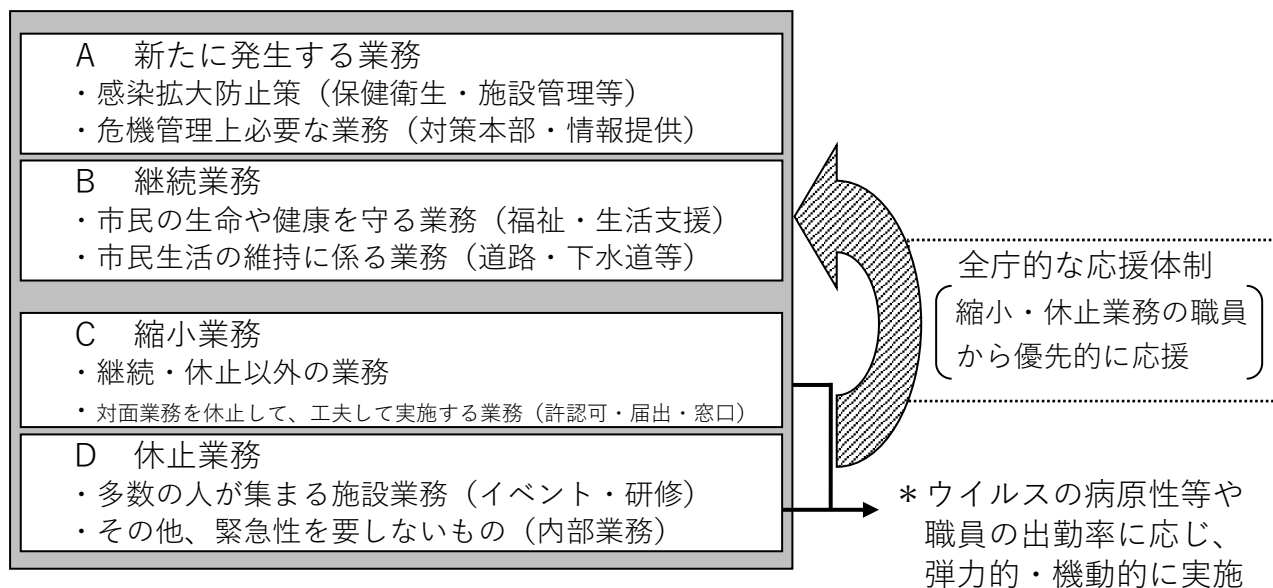 A　新たに発生する業務
・感染拡大防止策（保健衛生・施設管理等）
・危機管理上必要な業務（対策本部・情報提供）
B　継続業務
・市民の生命や健康を守る業務（福祉・生活支援）
・市民生活の維持に係る業務（道路・下水道等）
C　縮小業務
・継続・休止以外の業務
・対面業務を休止して、工夫して実施する業務（許認可・届出・窓口）
D　休止業務
・多数の人が集まる施設業務（イベント・研修）
・その他、緊急性を要しないもの（内部業務）
全庁的な応援体制
縮小・休止業務の職員
から優先的に応援
＊ウイルスの病原性等や
職員の出勤率に応じ、
弾力的・機動的に実施